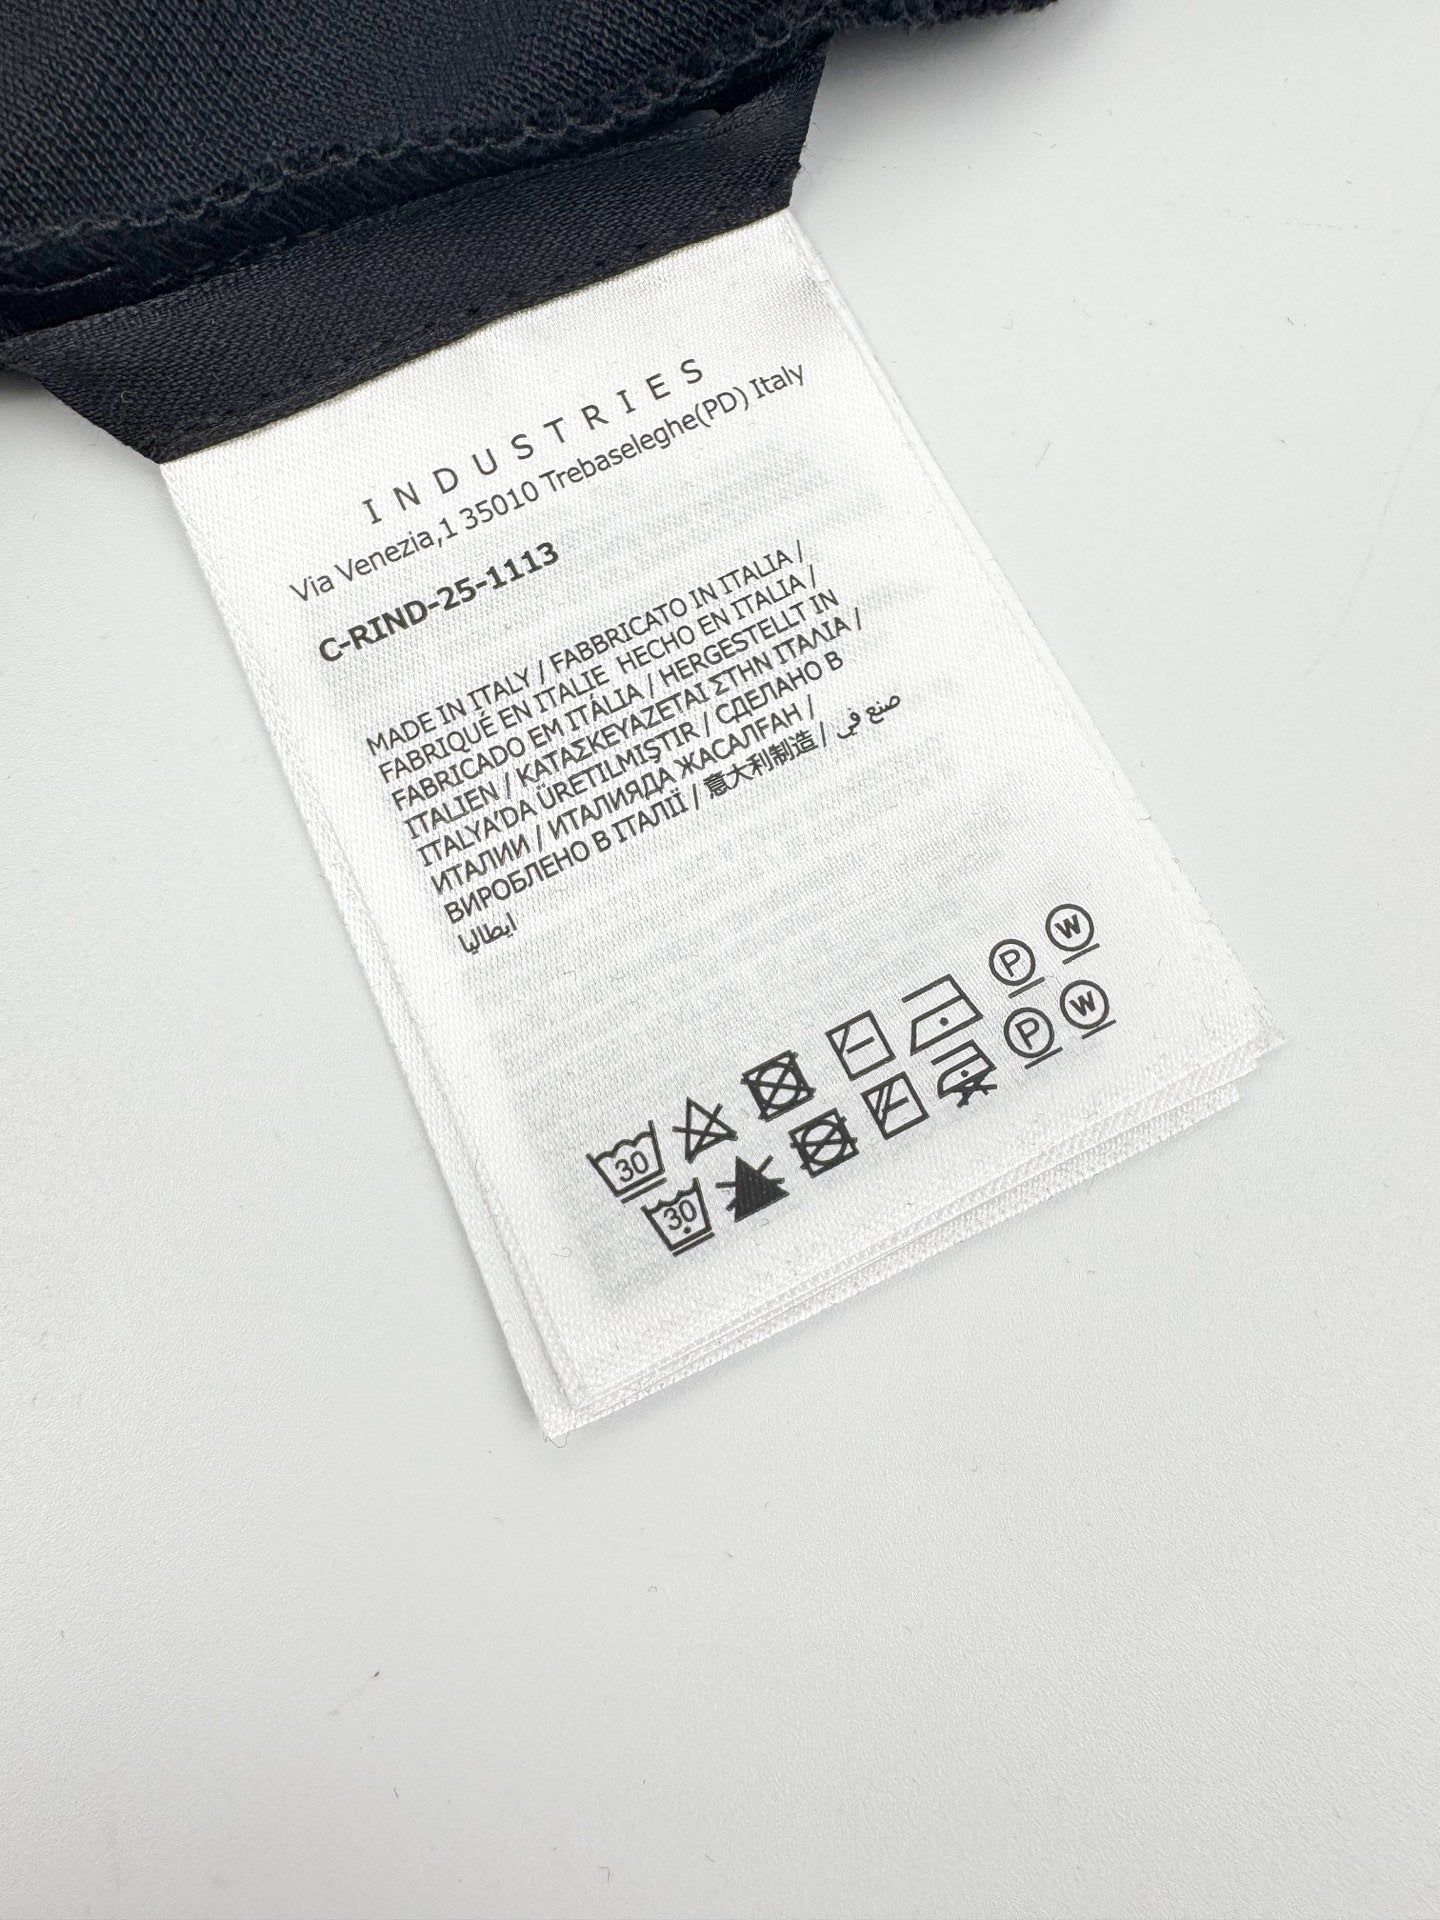 INDUSTRIES
Via Venezia,1 35010 Trebaseleghe(PD) Italy
C-RIND-25-1113
MADE IN ITALY / FABBRICATO IN ITALIA /
FABRIQUÉ EN ITALIE HECHO EN ITALIA /
FABRICADO EM ITÁLIA / HERGESTELLT IN
ITALIEN / ΚΑΤΑΣΚΕΥΑΖΕΤΑΙ ΣΤΗΝ ΙΤΑΛΙΑ /
ITALYA'DA ÜRETILMIŞTIR / СДЕЛАНО В
ИТАЛИИ / ИТАЛИЯДА ЖАСАЛҒАН /
ВИРОБЛЕНО В ІТАЛІЇ / 意大利制造 / صنع في
ايطاليا
30 P W
30 P W